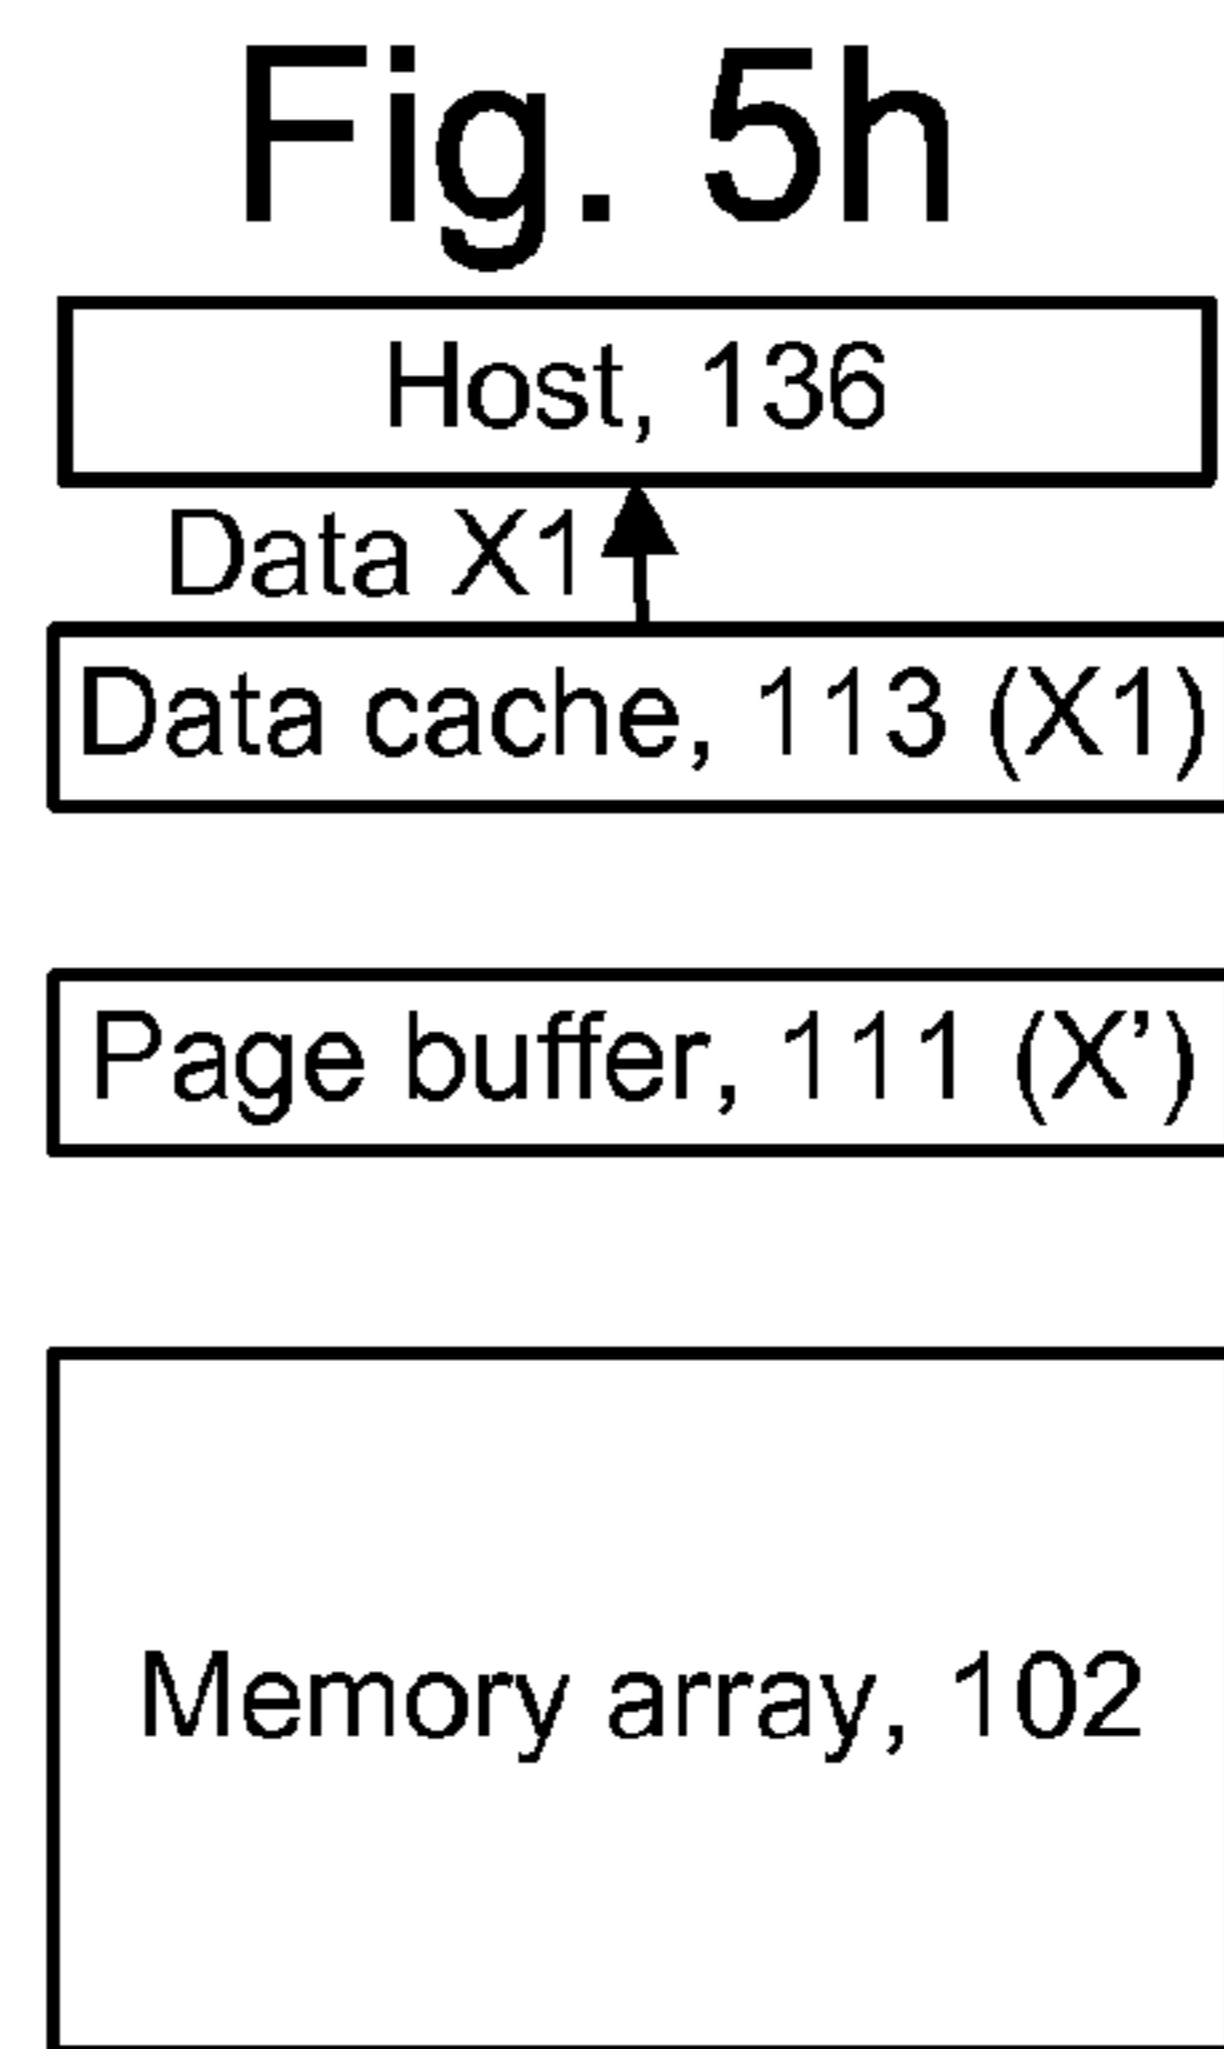 Fig. 5h
Host, 136
Data X1
Data cache, 113 (X1)
Page buffer, 111 (X’)
Memory array, 102